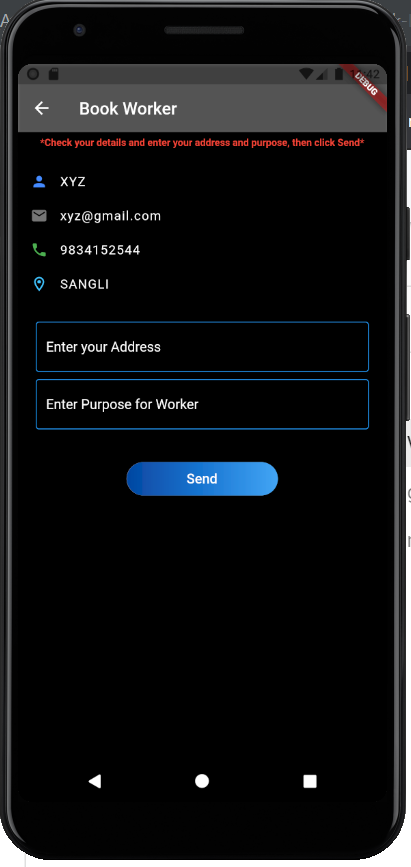 DEBUG
Book Worker
*Check your details and enter your address and purpose, then click Send*
XYZ
xyz@gmail.com
9834152544
SANGLI
Enter your Address
Enter Purpose for Worker
Send